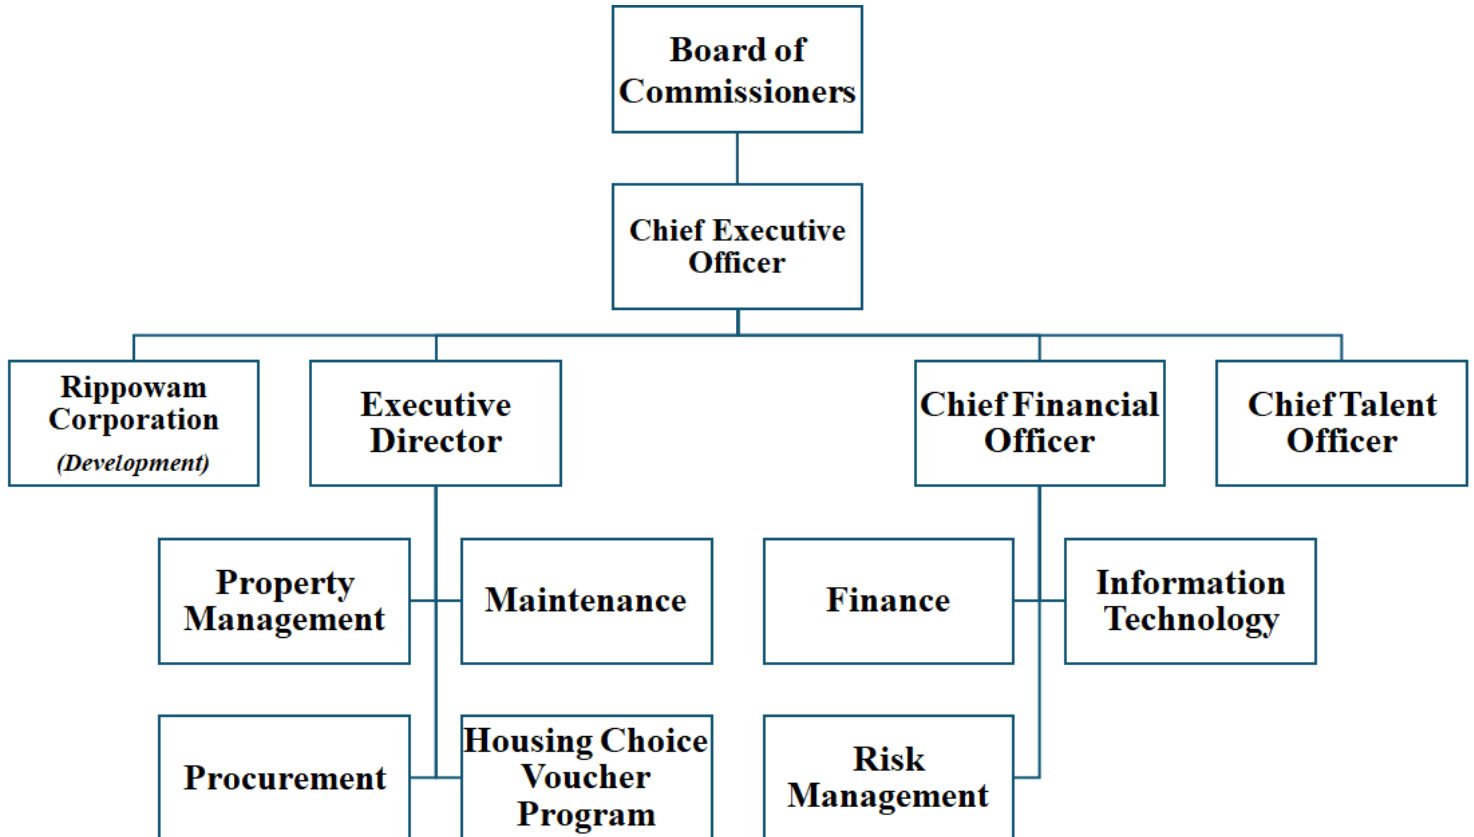 Board of
Commissioners
Chief Executive
Officer
Rippowam
Corporation
(Development)
Executive
Director
Chief Financial
Officer
Chief Talent
Officer
Property
Management
Maintenance
Finance
Information
Technology
Procurement
Housing Choice
Voucher
Program
Risk
Management